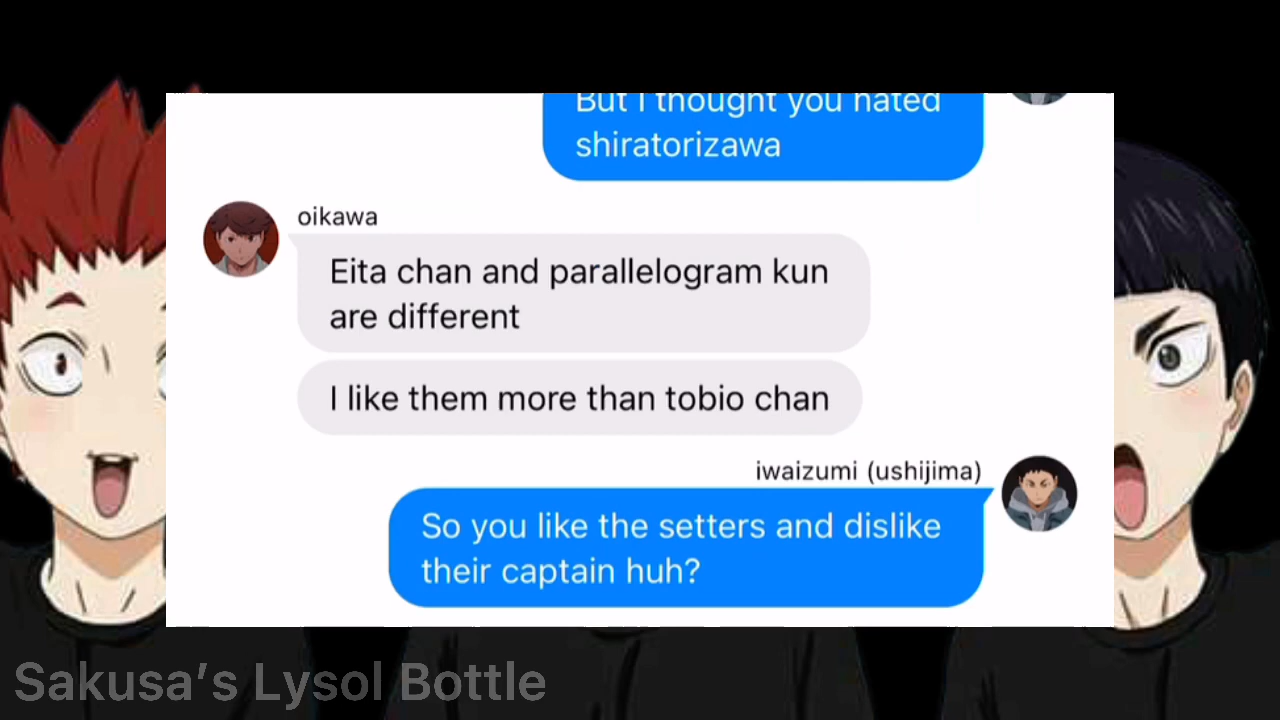 But I thought you hated
shiratorizawa
oikawa
Eita chan and parallelogram kun
are different
I like them more than tobio chan
iwaizumi (ushijima)
So you like the setters and dislike
their captain huh?
Sakusa’s Lysol Bottle